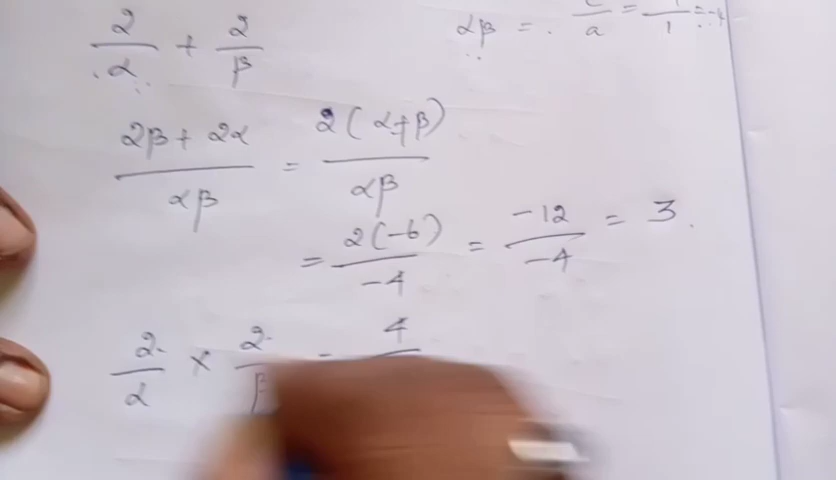 2/α + 2/β
αβ = . c/a = /1 = -4
2β + 2α/αβ = 2(α+β)/αβ
= 2(-6)/-4 = -12/-4 = 3.
2/α × 2/β = 4